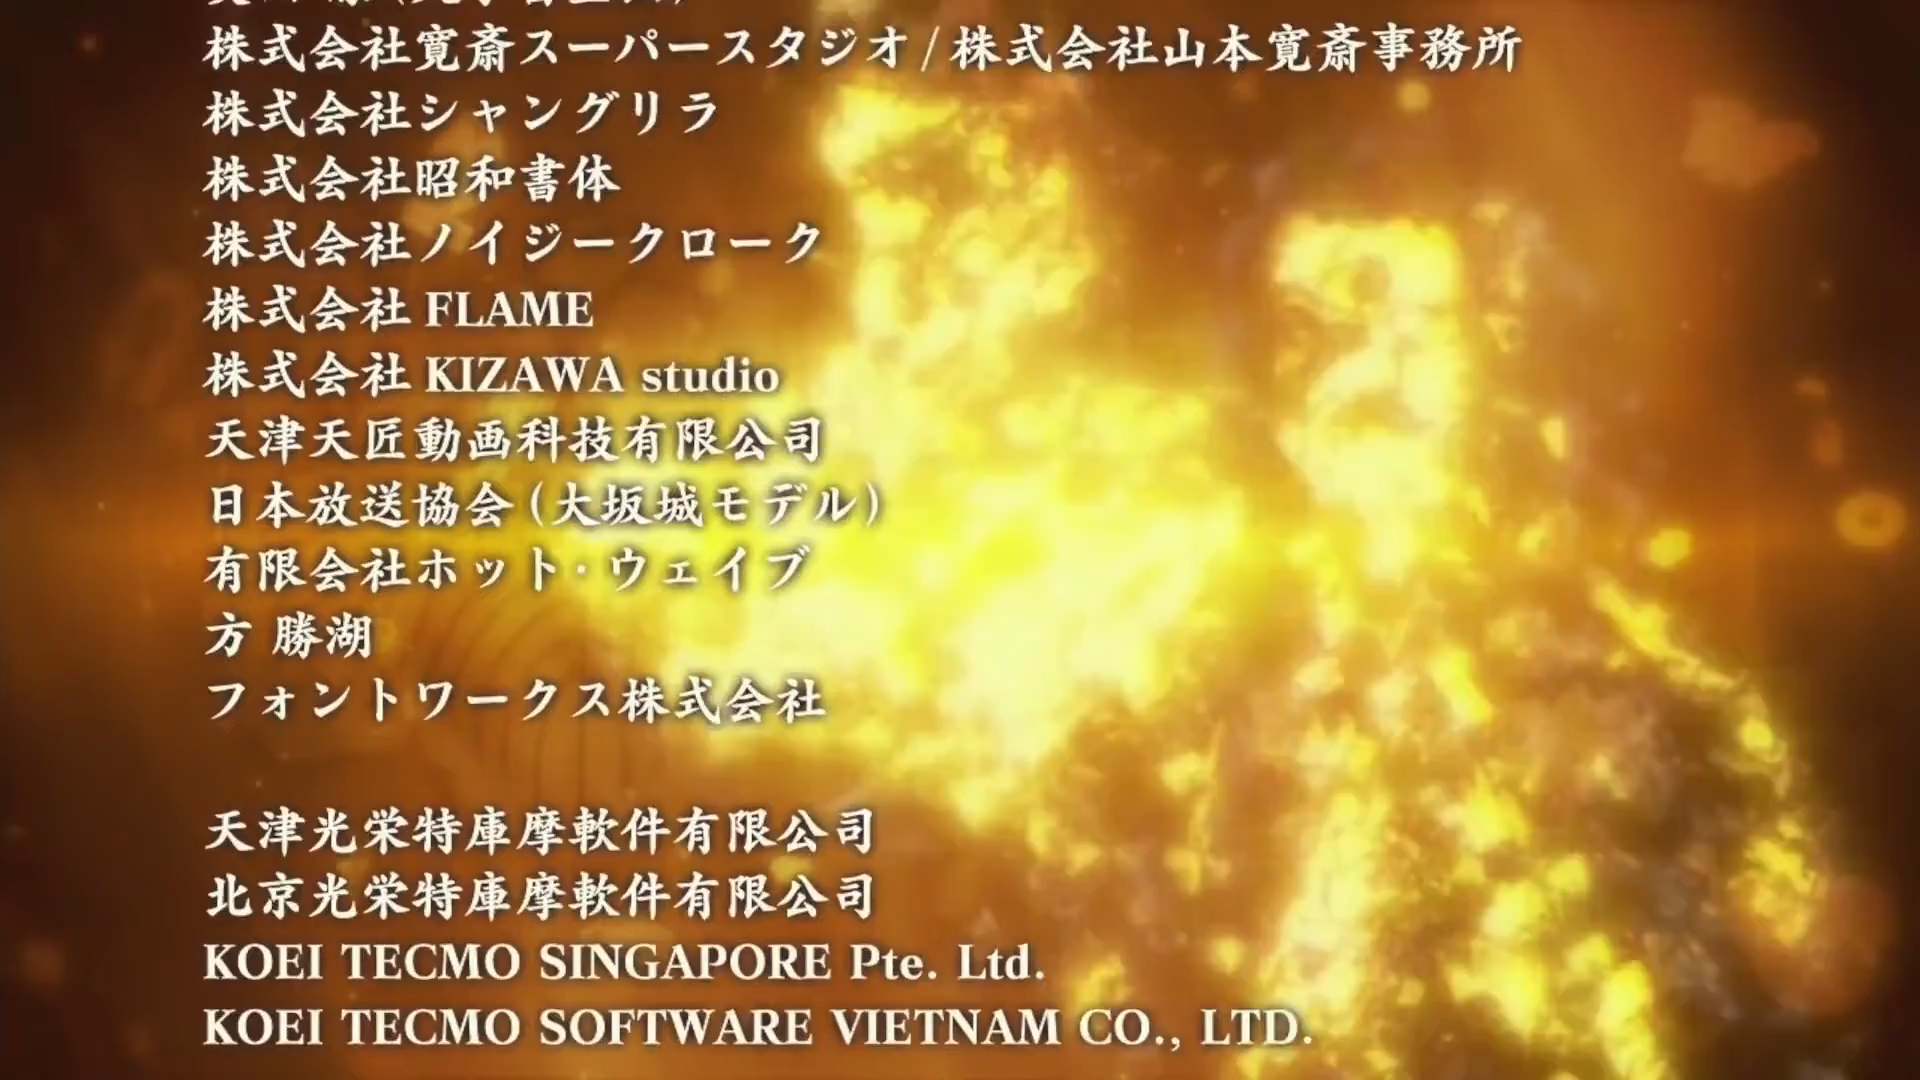 株式会社寛斎スーパースタジオ / 株式会社山本寛斎事務所
株式会社シャングリラ
株式会社昭和書体
株式会社ノイジークローク
株式会社 FLAME
株式会社 KIZAWA studio
天津天匠動画科技有限公司
日本放送協会 (大坂城モデル)
有限会社ホット・ウェイブ
方 勝湖
フォントワークス株式会社
天津光栄特庫摩軟件有限公司
北京光栄特庫摩軟件有限公司
KOEI TECMO SINGAPORE Pte. Ltd.
KOEI TECMO SOFTWARE VIETNAM CO., LTD.